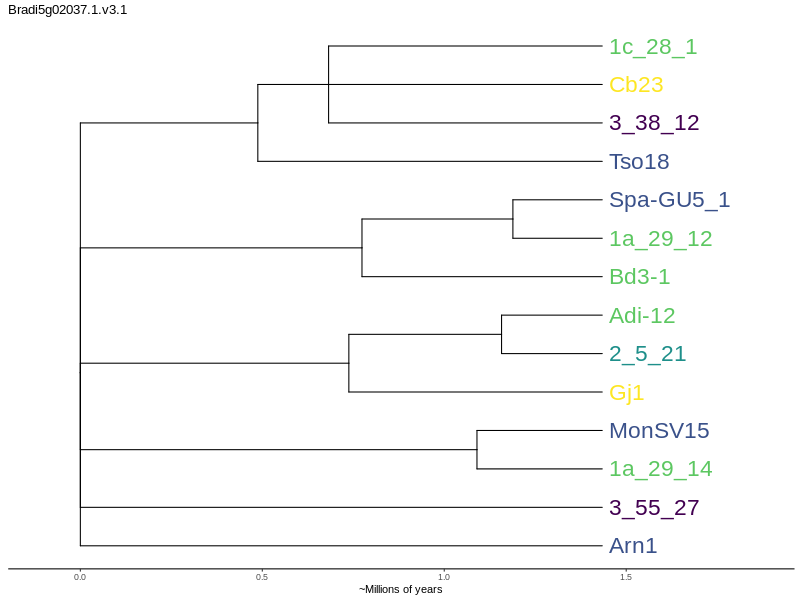 Bradi5g02037.1.v3.1
1c_28_1
Cb23
3_38_12
Tso18
Spa-GU5_1
1a_29_12
Bd3-1
Adi-12
2_5_21
Gj1
MonSV15
1a_29_14
3_55_27
Arn1
0.0 0.5 1.0 1.5
~Millions of years